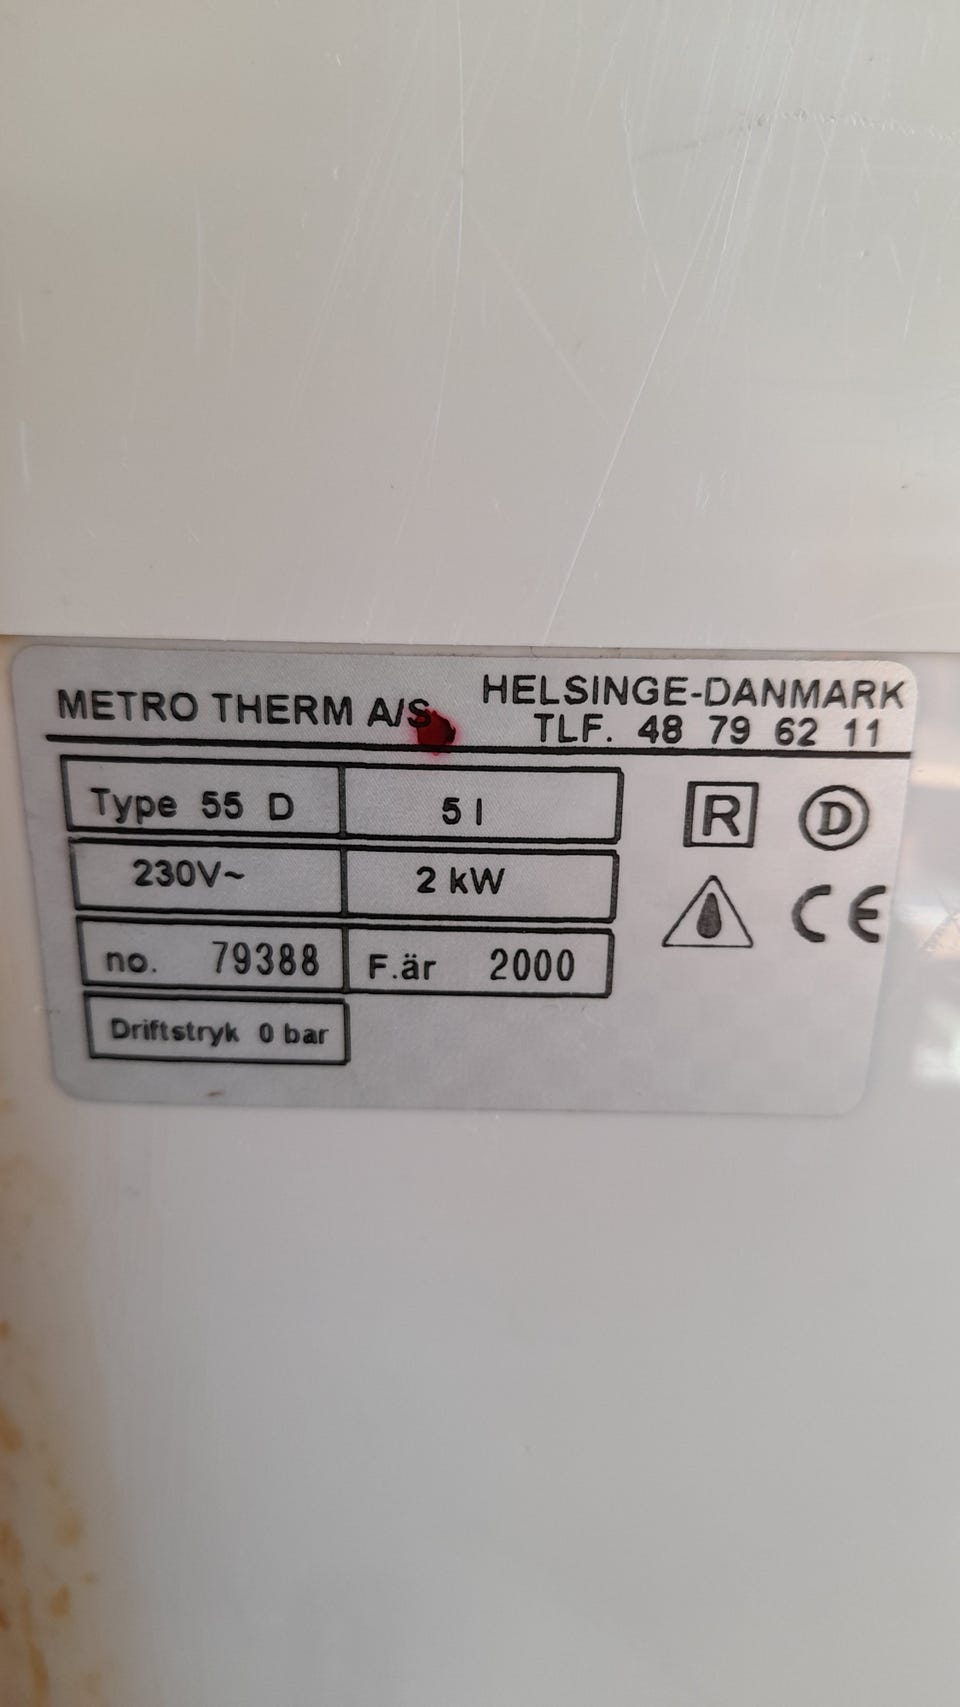 METRO THERM A/S
HELSINGE-DANMARK
TLF. 48 79 62 11
Type 55 D 5 l
230V~ 2 kW
no. 79388 F.är 2000
Driftstryk 0 bar
R D
CE